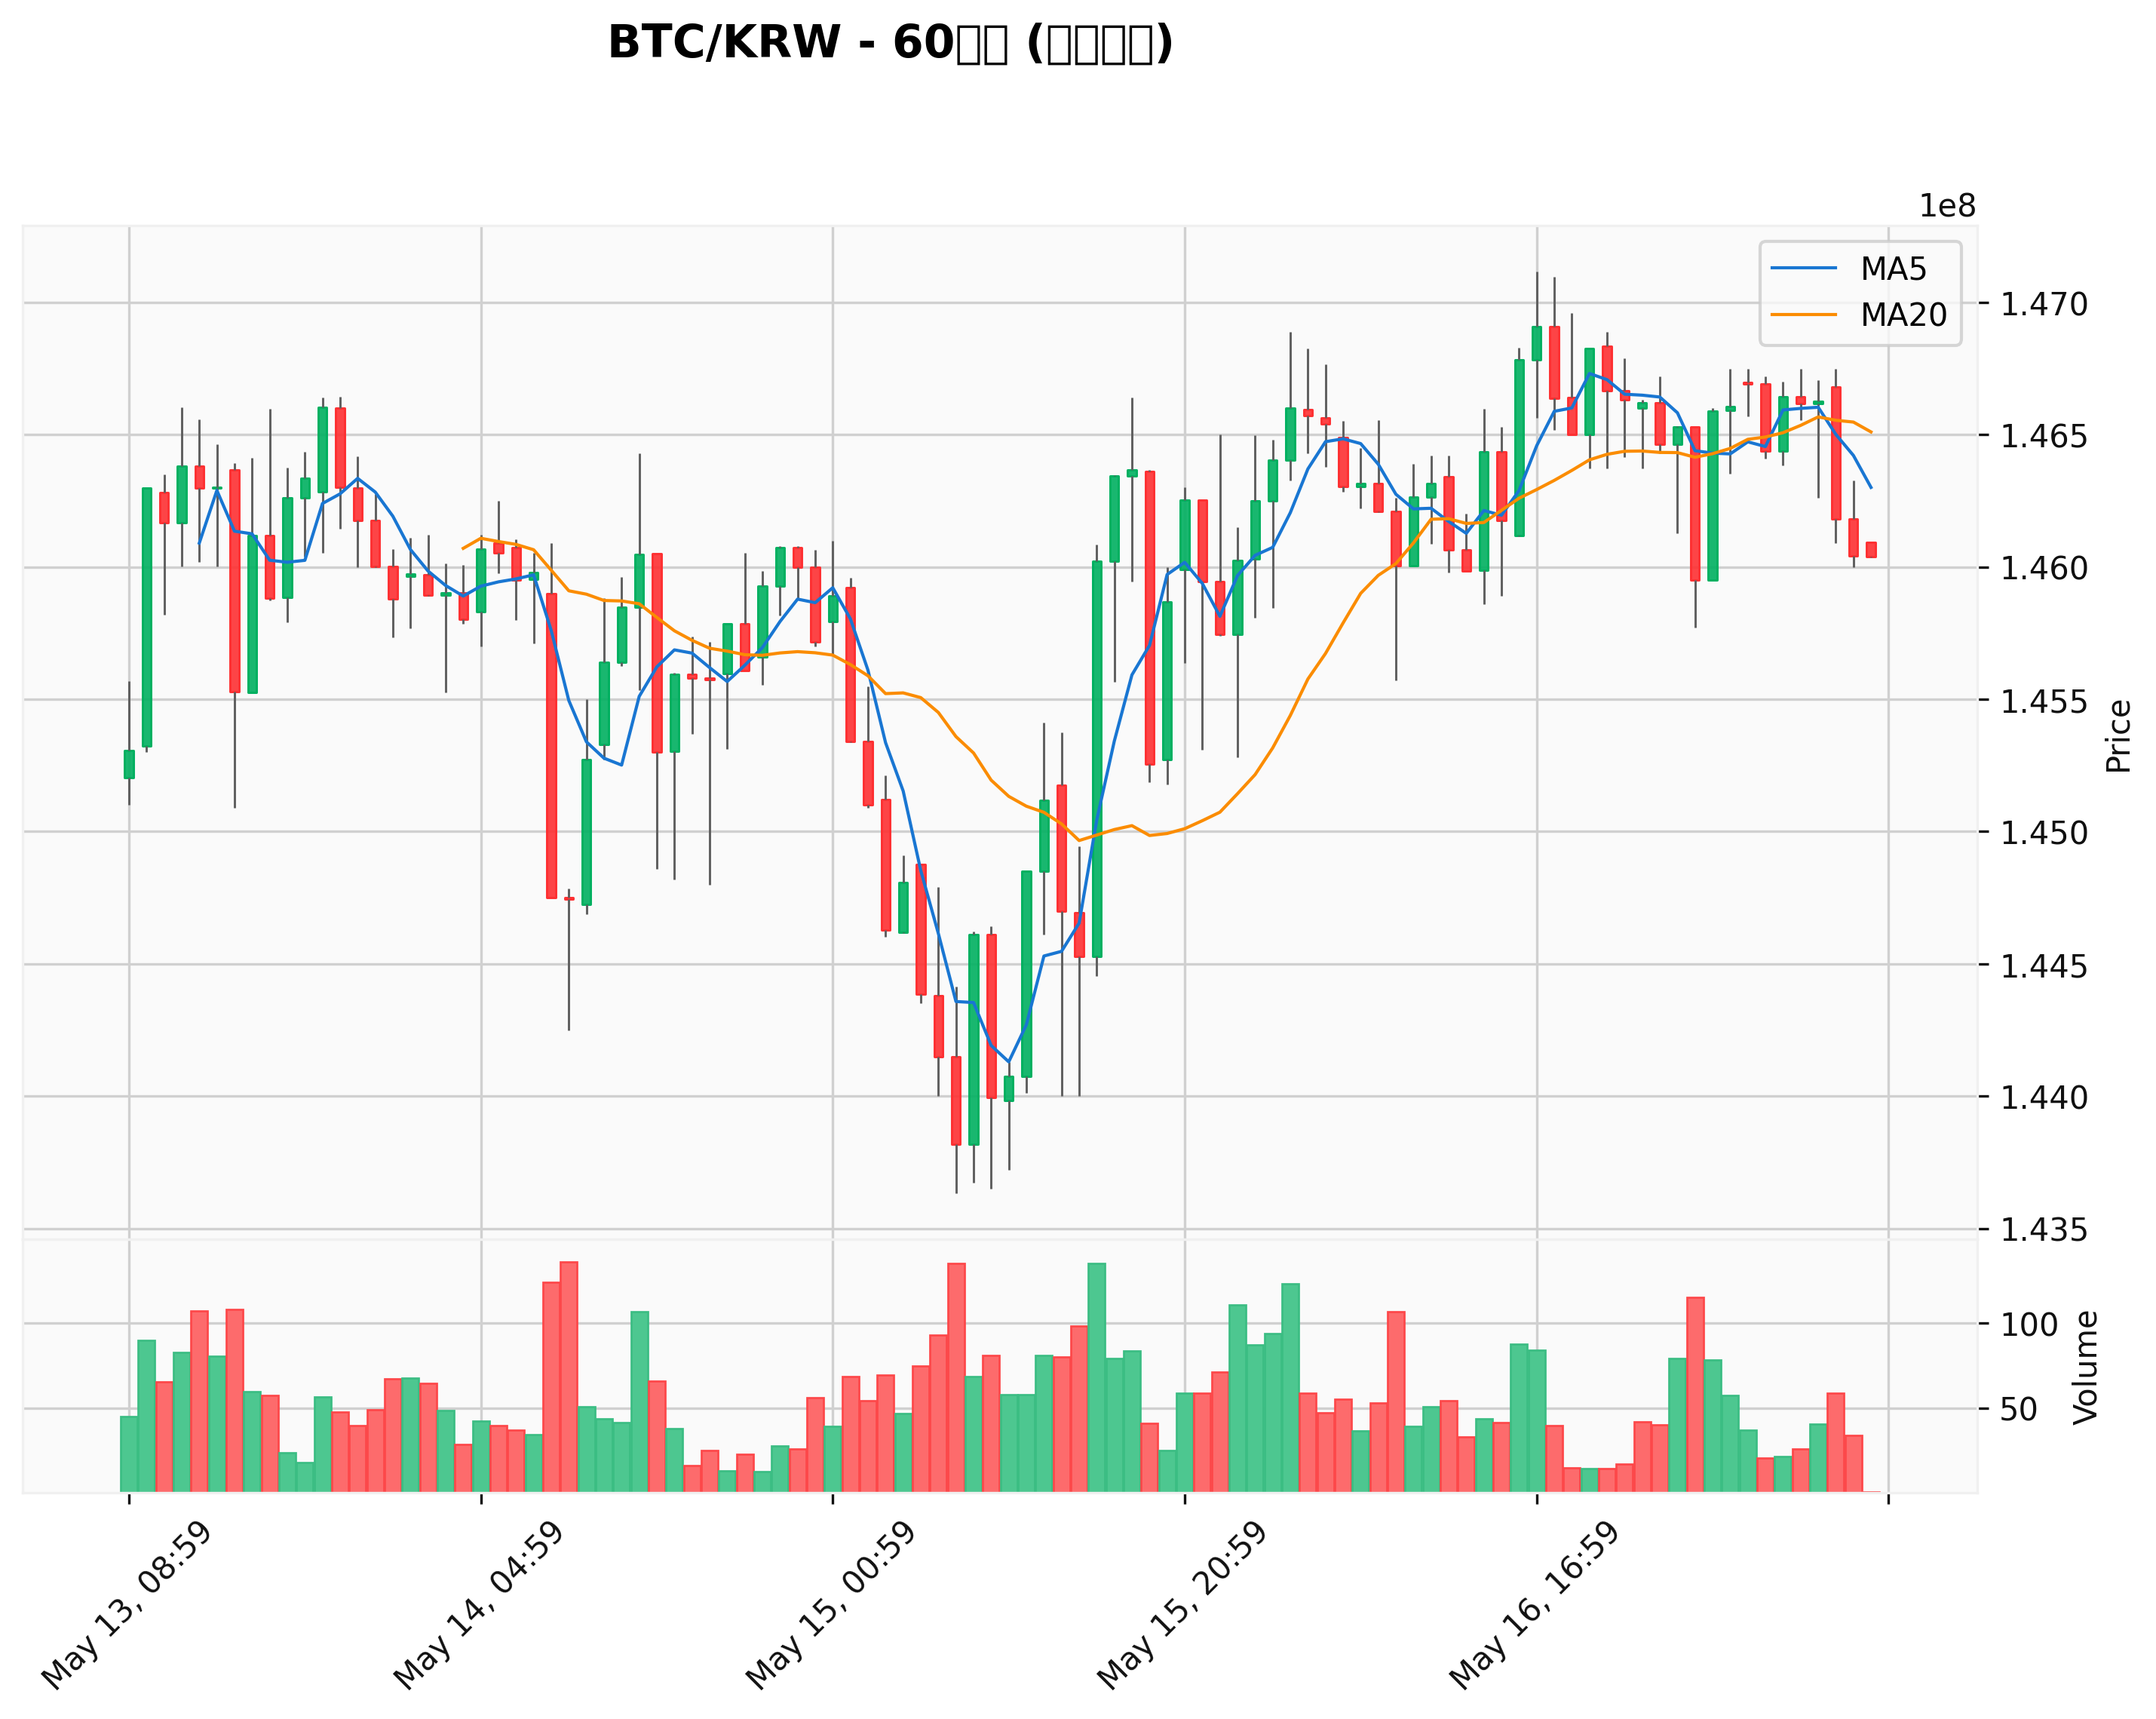 BTC/KRW - 60
1e8
MA5
MA20
1.470
1.465
1.460
1.455
1.450
1.445
1.440
1.435
Price
100
50
Volume
May 13, 08:59
May 14, 04:59
May 15, 00:59
May 15, 20:59
May 16, 16:59